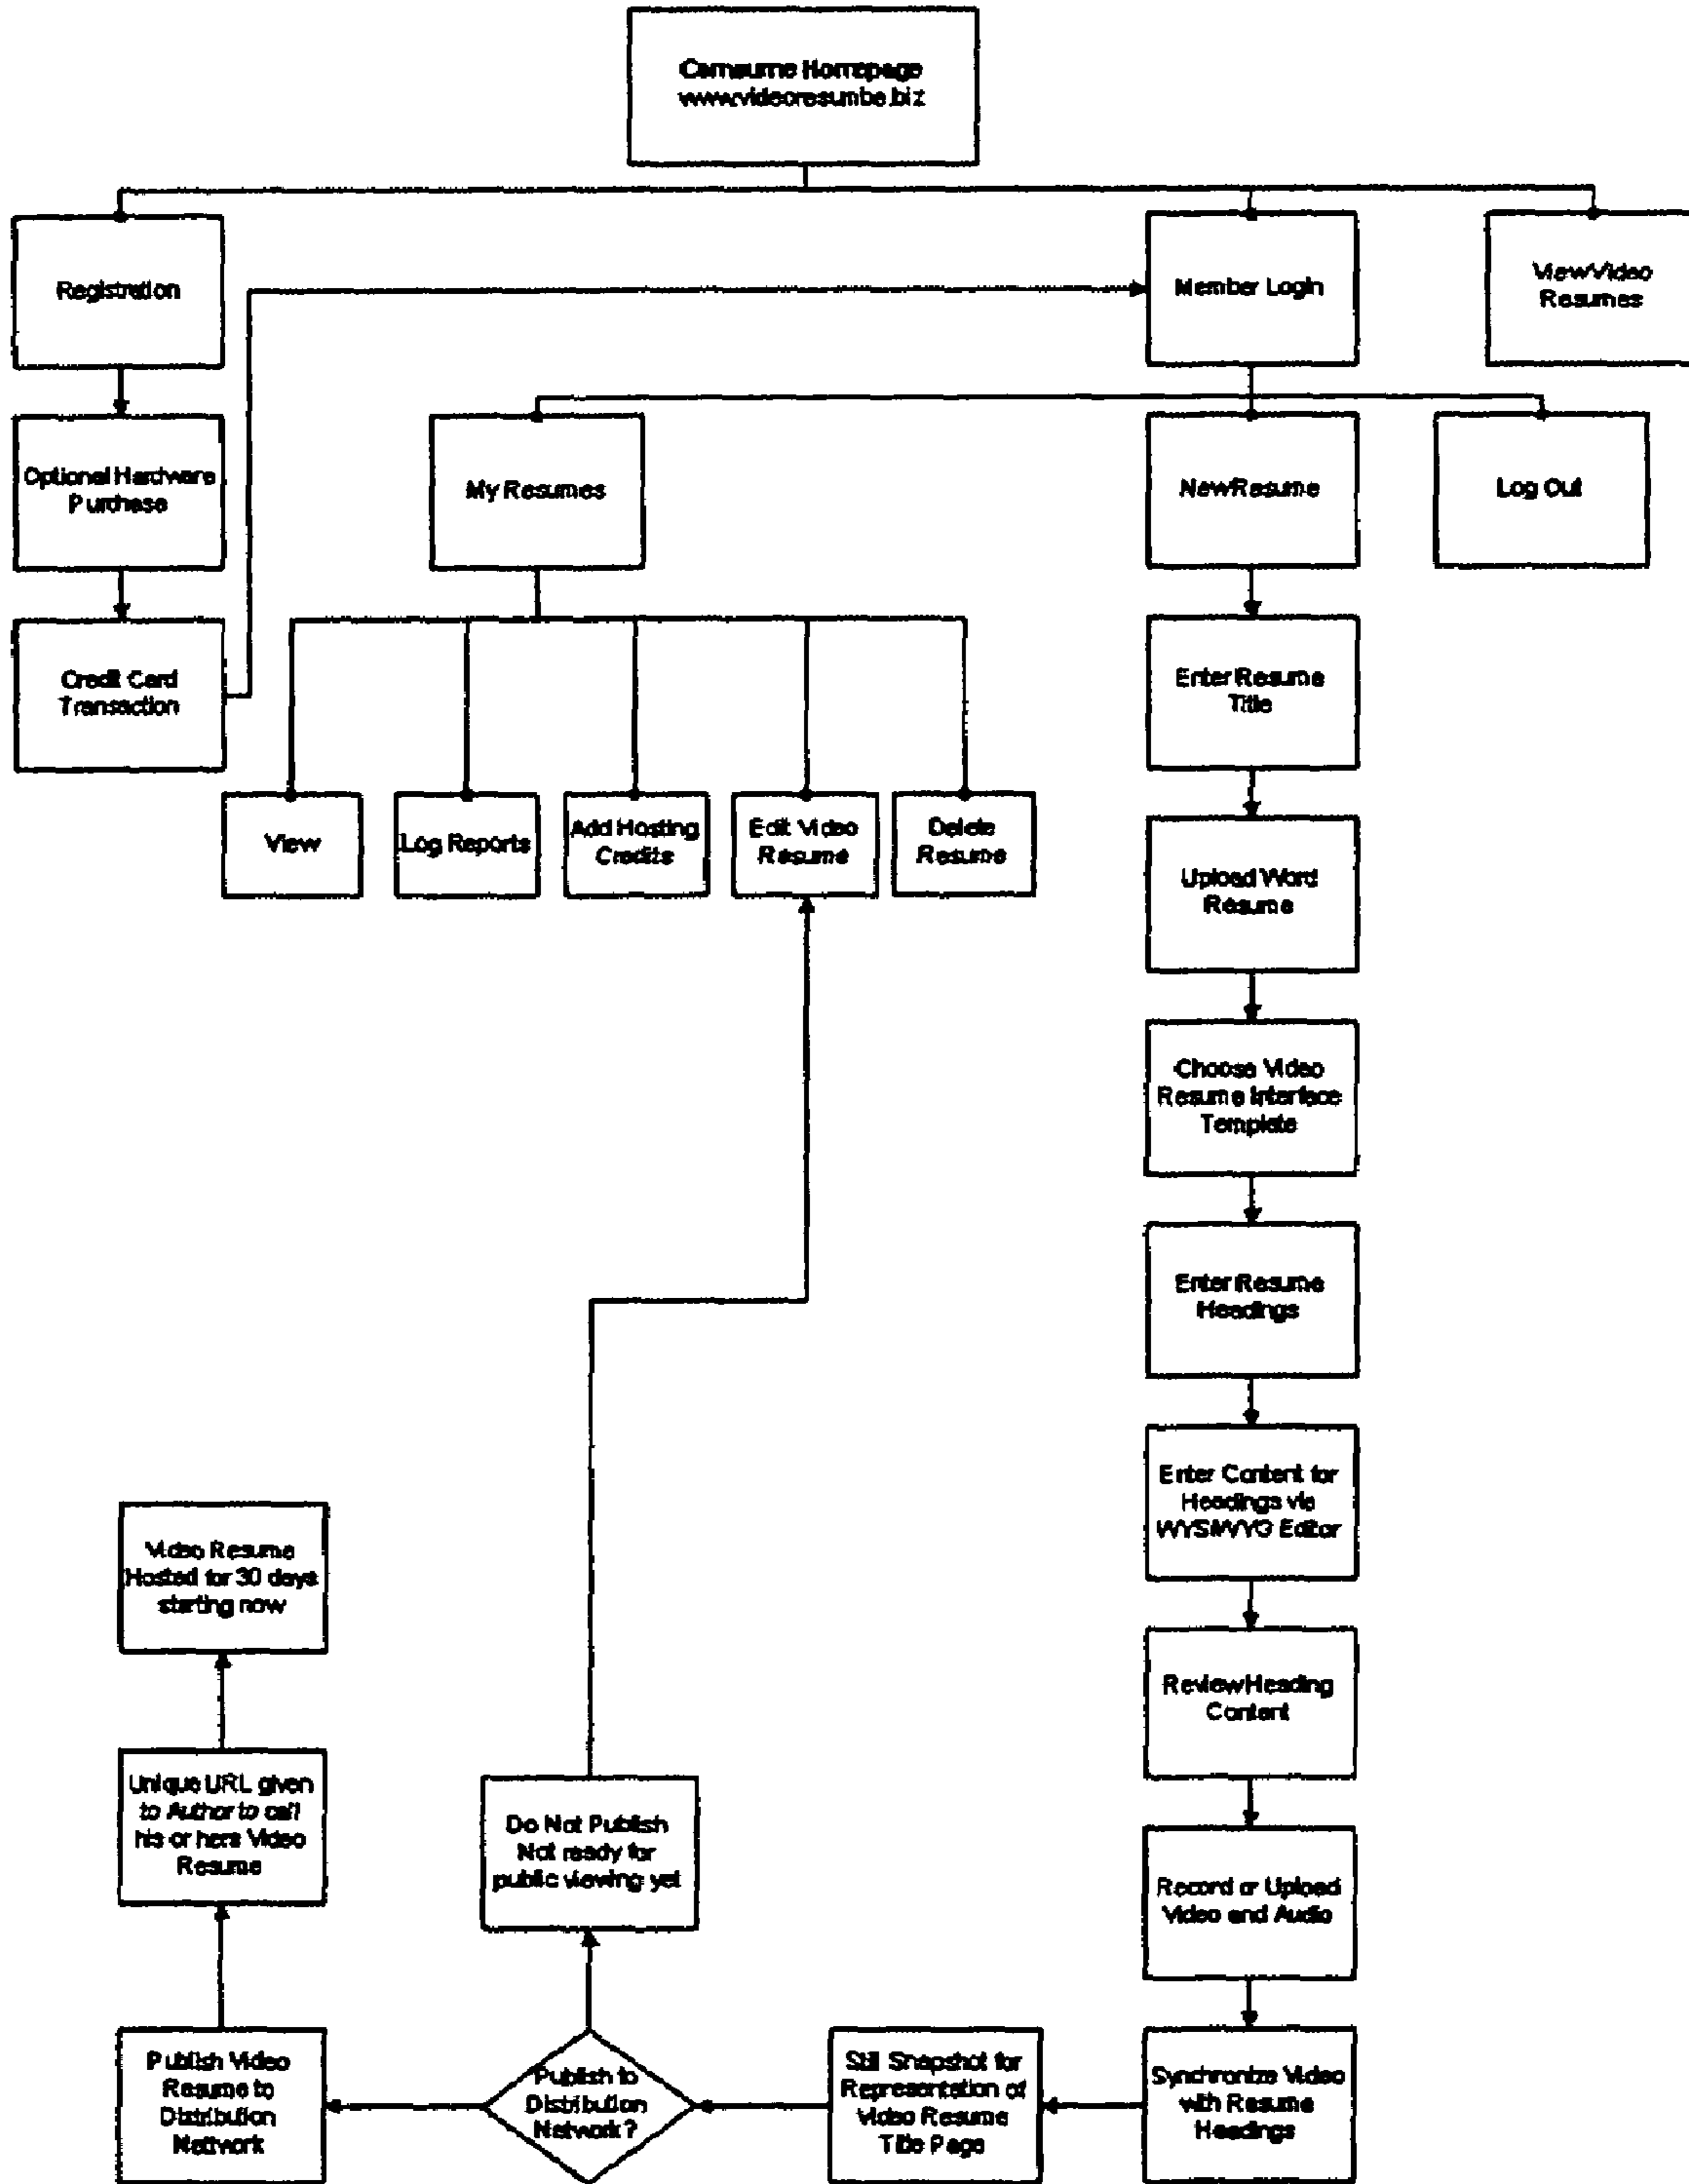 Homepage
www.videoresumbe.biz
Registration
Member Login
View Video
Resumes
Optional Hardware
Purchase
My Resumes
New Resume
Log Out
Credit Card
Transaction
Enter Resume
Title
View
Log Reports
Add Hosting
Credits
Edit Video
Resume
Delete
Resume
Upload Word
Resume
Choose Video
Resume Interface
Template
Enter Resume
Headings
Enter Content for
Headings via
WYSIWYG Editor
Video Resume
Hosted for 30 days
starting now
Review Heading
Content
Unique URL given
to Author to call
his or hers Video
Resume
Do Not Publish
Not ready for
public viewing yet
Record or Upload
Video and Audio
Publish Video
Resume to
Distribution
Network
Publish to
Distribution
Network?
Still Snapshot for
Representation of
Video Resume
Title Page
Synchronize Video
with Resume
Headings